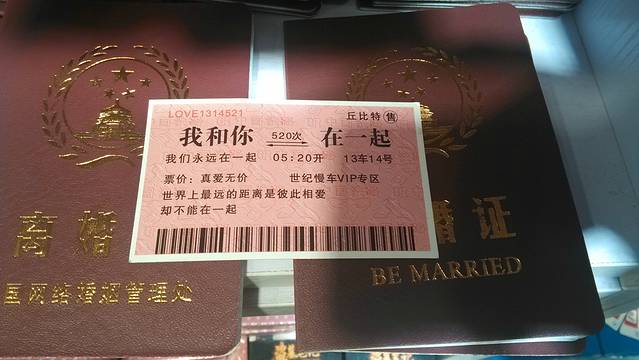 LOVE1314521
丘比特 售
我和你 520次 在一起
我们永远在一起 05:20开 13车14号
票价：真爱无价 世纪慢车VIP专区
世界上最远的距离是彼此相爱
却不能在一起
离婚
国网络婚姻管理处
婚证
BE MARRIED